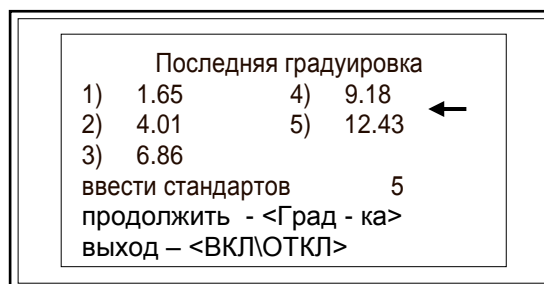 Последняя градуировка
1) 1.65 4) 9.18
2) 4.01 5) 12.43
3) 6.86
ввести стандартов 5
продолжить - <Град - ка>
выход – <ВКЛ\ОТКЛ>